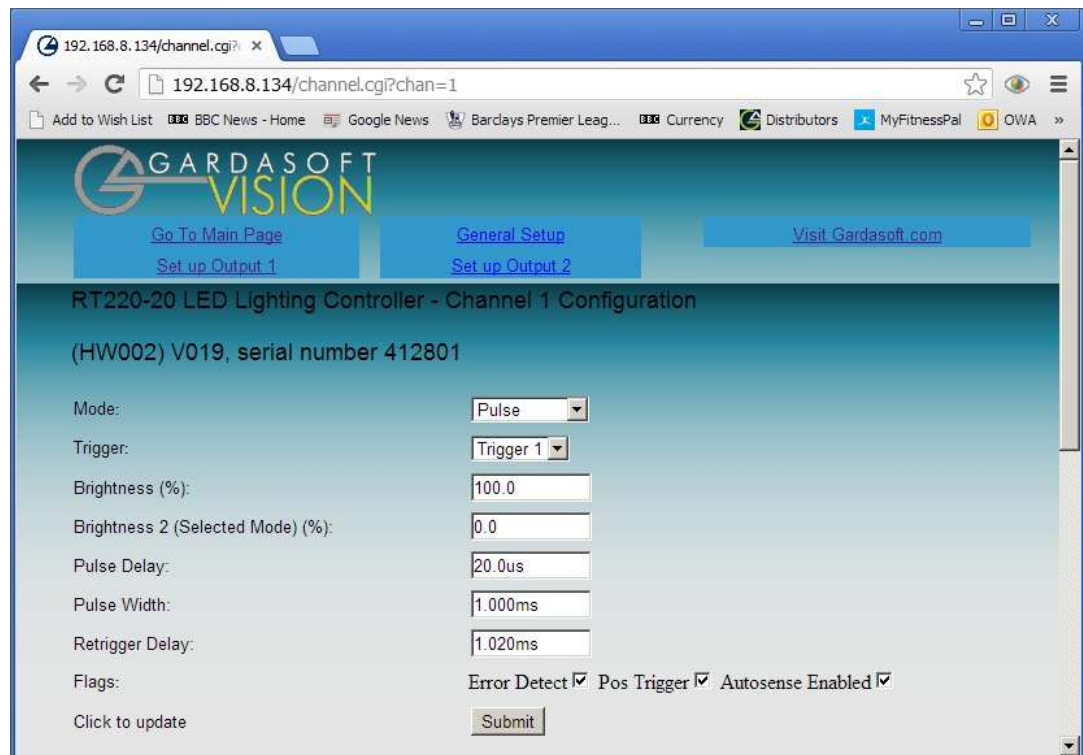 192.168.8.134/channel.cgi?c
192.168.8.134/channel.cgi?chan=1
Add to Wish List BBC BBC News - Home Google News Barclays Premier Leag... BBC Currency Distributors MyFitnessPal OWA »
GARDASOFT
VISION
Go To Main Page General Setup Visit Gardasoft.com
Set up Output 1 Set up Output 2
RT220-20 LED Lighting Controller - Channel 1 Configuration
(HW002) V019, serial number 412801
Mode: Pulse
Trigger: Trigger 1
Brightness (%): 100.0
Brightness 2 (Selected Mode) (%): 0.0
Pulse Delay: 20.0us
Pulse Width: 1.000ms
Retrigger Delay: 1.020ms
Flags: Error Detect Pos Trigger Autosense Enabled
Click to update Submit